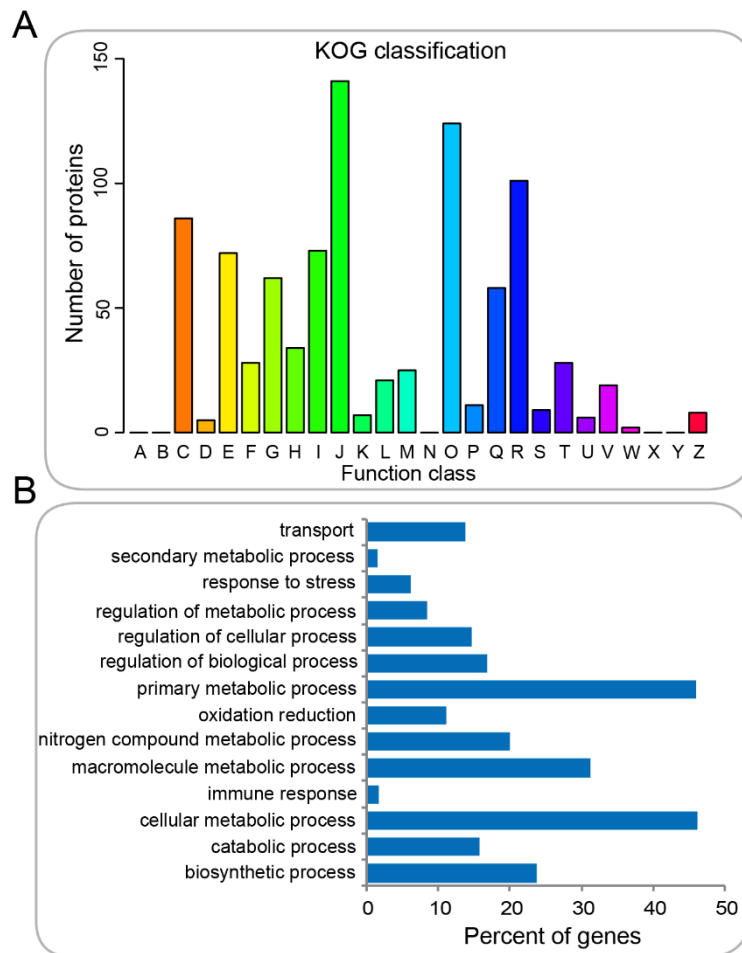 A
KOG classification
150
100
50
0
Number of proteins
A B C D E F G H I J K L M N O P Q R S T U V W X Y Z
Function class
B
transport
secondary metabolic process
response to stress
regulation of metabolic process
regulation of cellular process
regulation of biological process
primary metabolic process
oxidation reduction
nitrogen compound metabolic process
macromolecule metabolic process
immune response
cellular metabolic process
catabolic process
biosynthetic process
0 10 20 30 40 50
Percent of genes